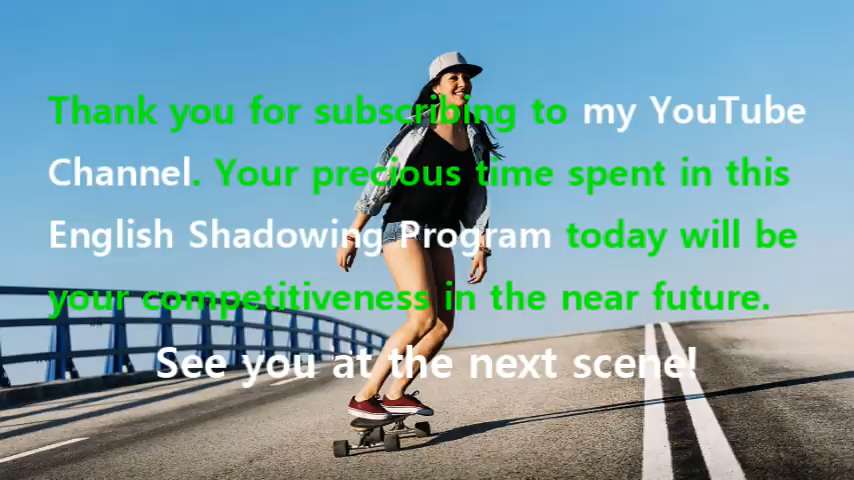 Thank you for subscribing to my YouTube
Channel. Your precious time spent in this
English Shadowing Program today will be
your competitiveness in the near future.
See you at the next scene!